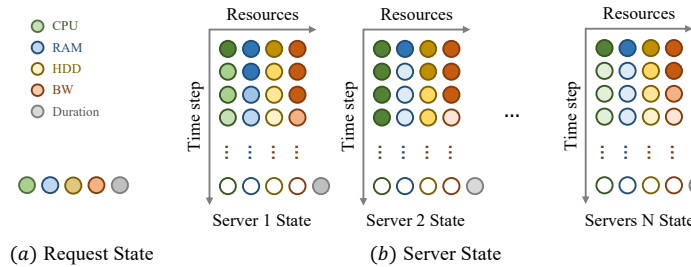 CPU
RAM
HDD
BW
Duration
(a) Request State
Resources
Time step
Server 1 State
Resources
Time step
Server 2 State
...
Resources
Time step
Servers N State
(b) Server State